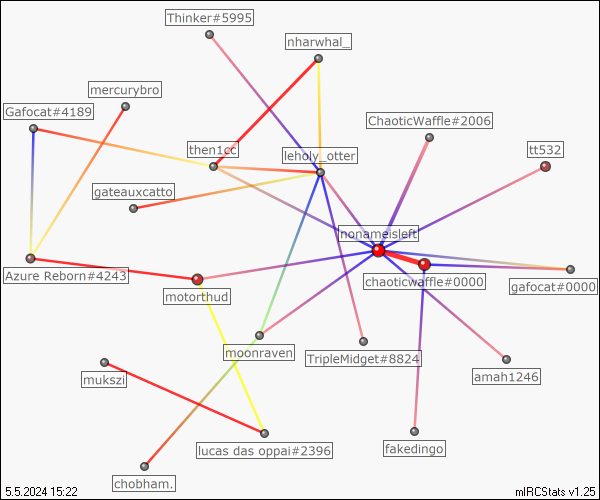 Thinker#5995
nharwhal_
mercurybro
Gafocat#4189
ChaoticWaffle#2006
then1cc
leholy_otter
tt532
gateauxcatto
nonameisleft
Azure Reborn#4243
chaoticwaffle#0000
gafocat#0000
motorthud
moonraven
TripleMidget#8824
mukszi
amah1246
lucas das oppai#2396
fakedingo
chobham.
5.5.2024 15:22
mIRCStats v1.25